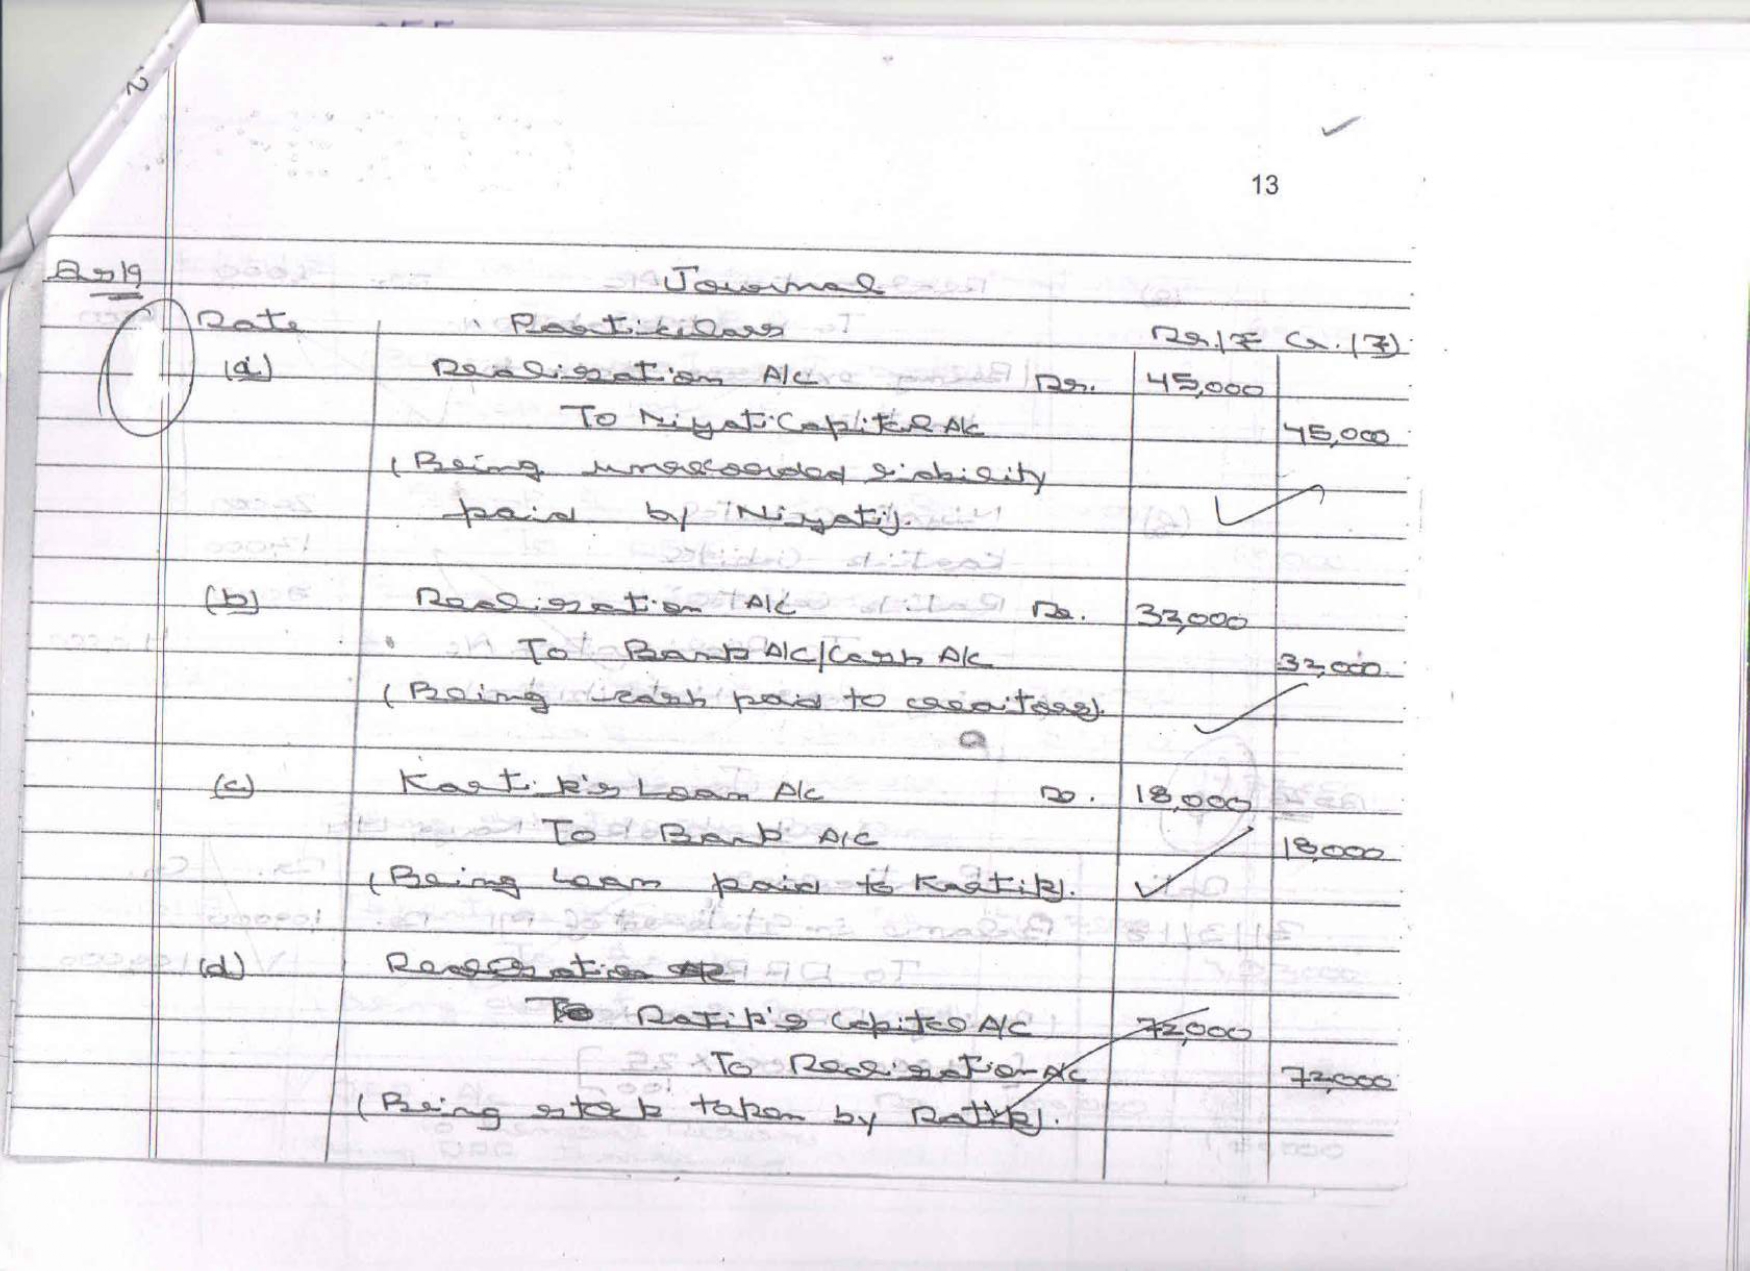 13
Ans19
Journal
Date Particulars Dr.(₹) Cr.(₹)
(a) Realisation A/c Dr. 45,000
To Niyati Capital A/c 45,000
(Being unrecorded liability
paid by Niyati).
(b) Realisation A/c Dr. 33,000
To Bank A/c/Cash A/c 33,000
(Being cash paid to creditors).
(c) Kartik's Loan A/c Dr. 18,000
To Bank A/c 18,000
(Being Loan paid to Kartik).
(d) Realisation A/c
To Ratik's Capital A/c 72,000
To Realisation A/c 72,000
(Being stock taken by Ratik).